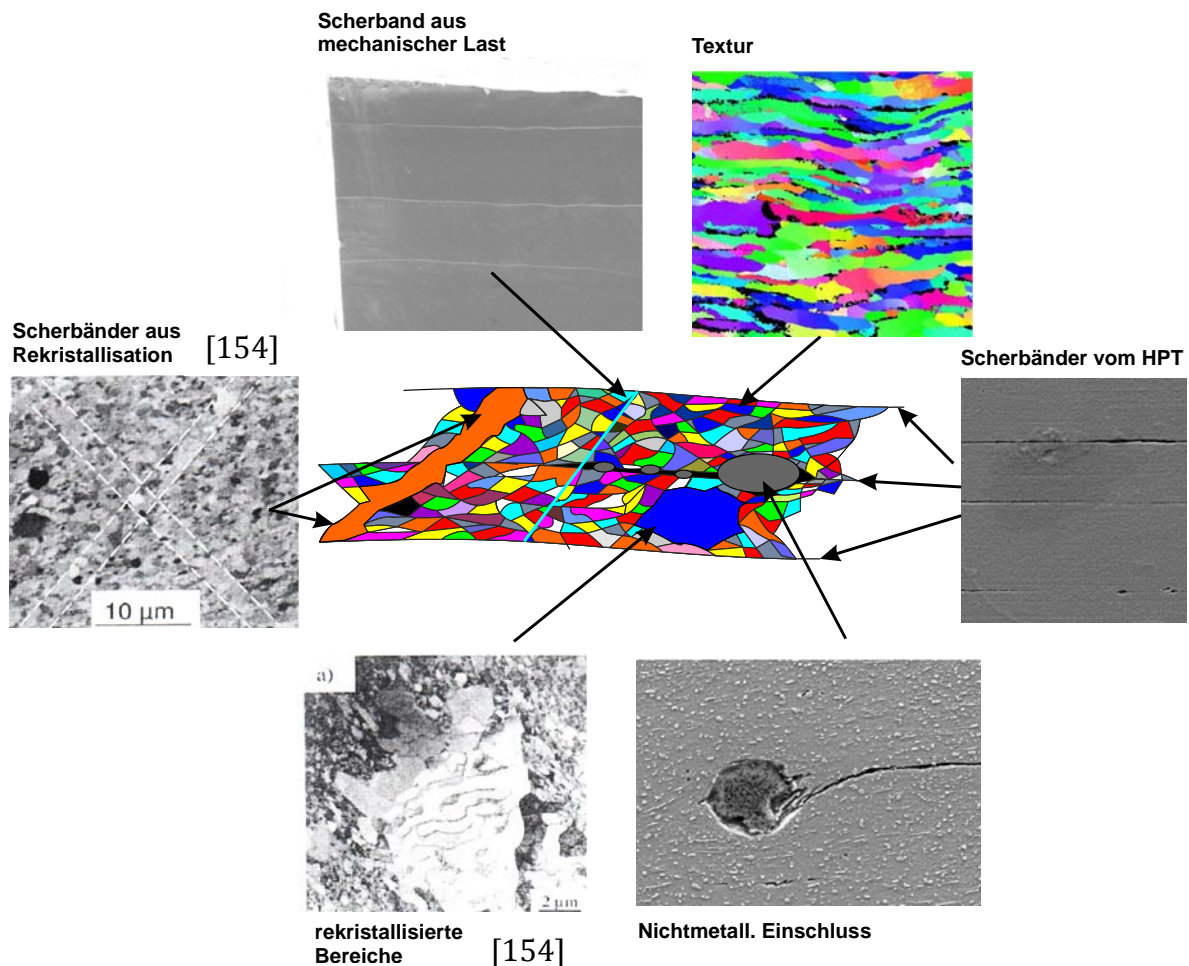 Scherband aus
mechanischer Last
Textur
Scherbänder aus
Rekristallisation [154]
Scherbänder vom HPT
10 µm
a)
2 µm
rekristallisierte
Bereiche [154]
Nichtmetall. Einschluss